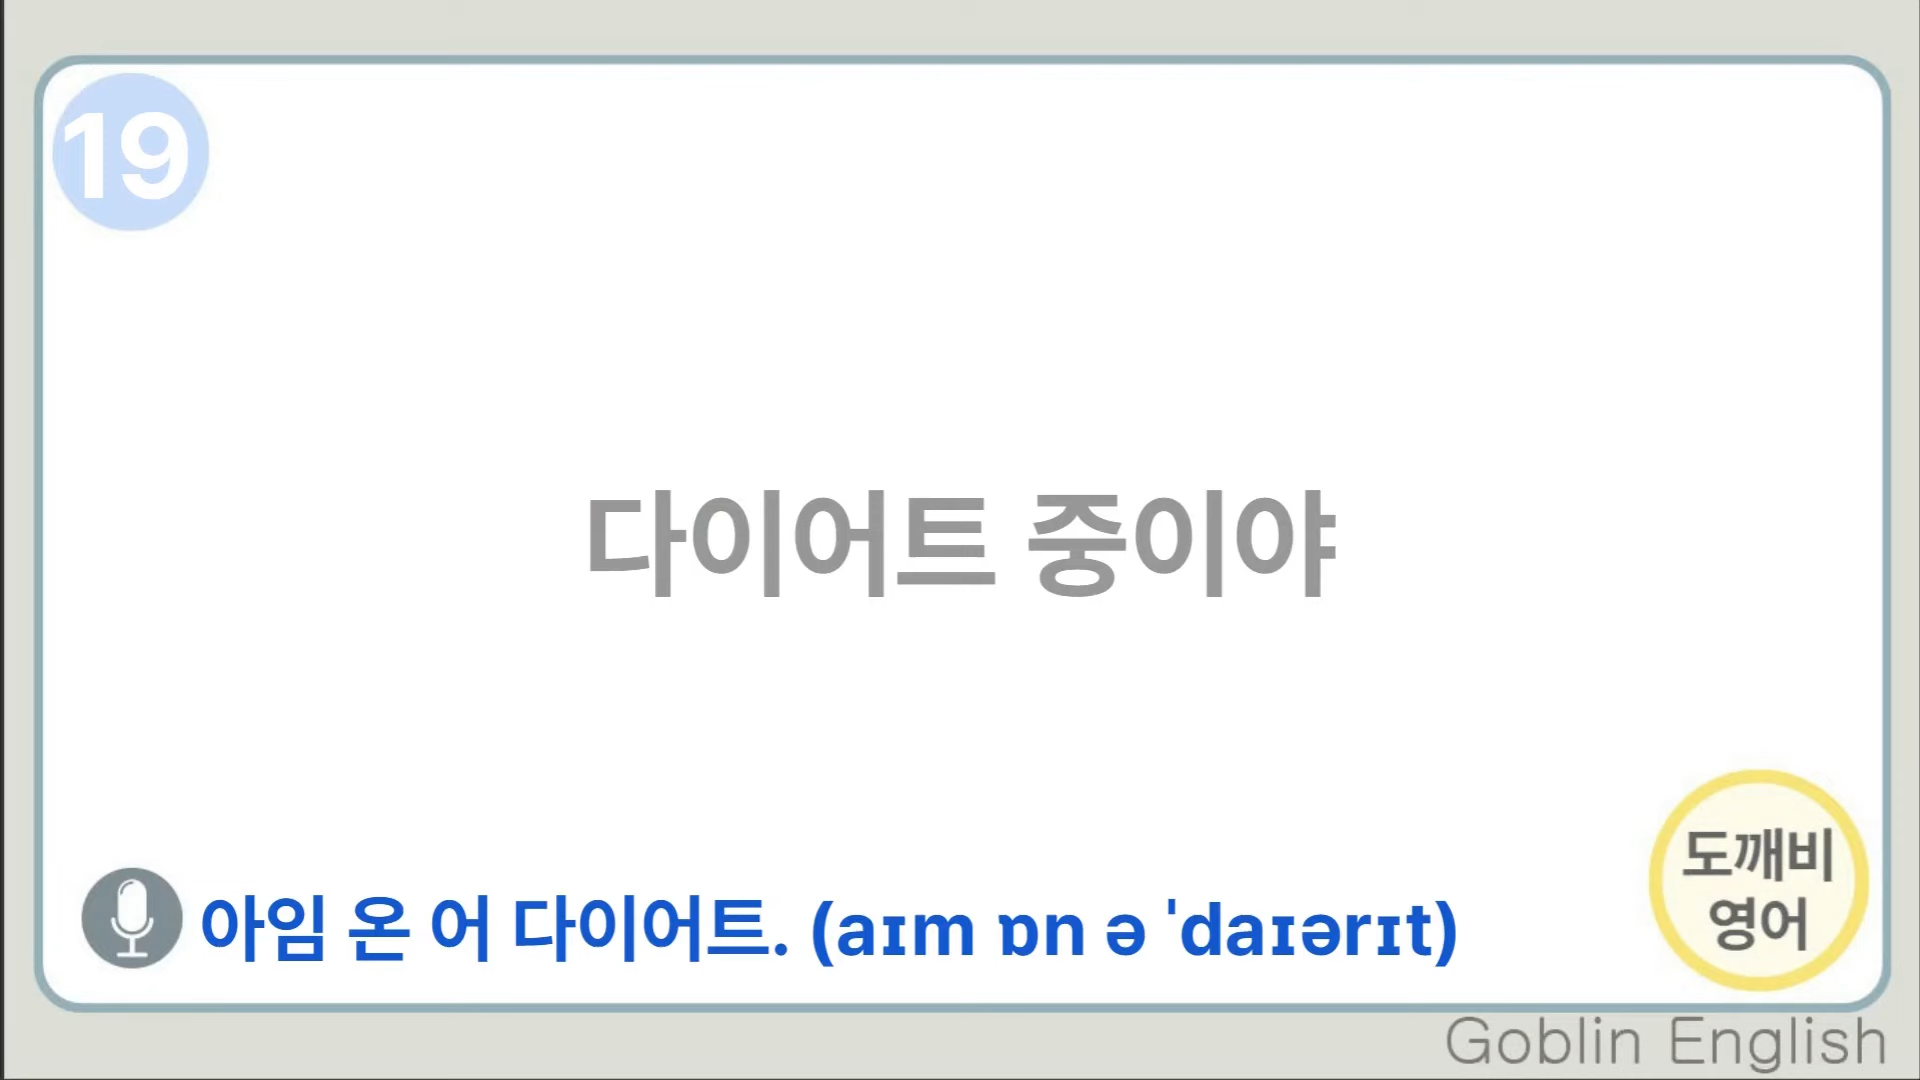 19
다이어트 중이야
아임 온 어 다이어트. (aɪm ɒn ə ˈdaɪərɪt)
도깨비
영어
Goblin English